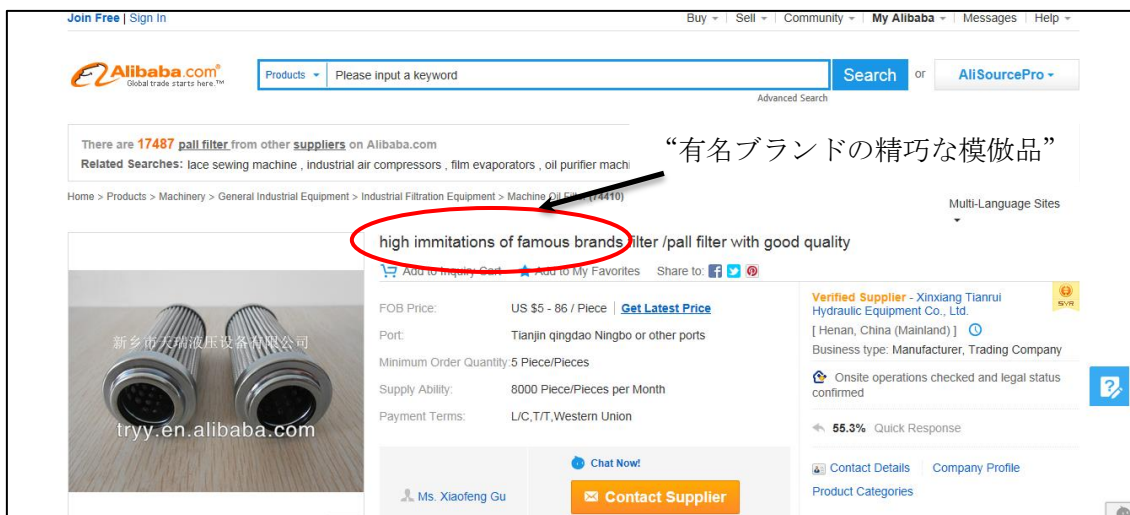 Join Free | Sign In
Buy Sell Community My Alibaba Messages Help
Alibaba.com®
Global trade starts here.™
Products Please input a keyword Search or AliSourcePro
Advanced Search
There are 17487 pall filter from other suppliers on Alibaba.com
Related Searches: lace sewing machine , industrial air compressors , film evaporators , oil purifier machi
“有名ブランドの精巧な模倣品”
Home > Products > Machinery > General Industrial Equipment > Industrial Filtration Equipment > Machine Oil Filter (74410)
Multi-Language Sites
high immitations of famous brands filter /pall filter with good quality
Add to Inquiry Cart Add to My Favorites Share to:
FOB Price: US $5 - 86 / Piece | Get Latest Price
Port: Tianjin qingdao Ningbo or other ports
Minimum Order Quantity: 5 Piece/Pieces
Supply Ability: 8000 Piece/Pieces per Month
Payment Terms: L/C,T/T,Western Union
新乡市天瑞液压设备有限公司
tryy.en.alibaba.com
Chat Now!
Ms. Xiaofeng Gu
Contact Supplier
Verified Supplier - Xinxiang Tianrui
Hydraulic Equipment Co., Ltd.
[ Henan, China (Mainland) ]
Business type: Manufacturer, Trading Company
Onsite operations checked and legal status
confirmed
55.3% Quick Response
Contact Details Company Profile
Product Categories